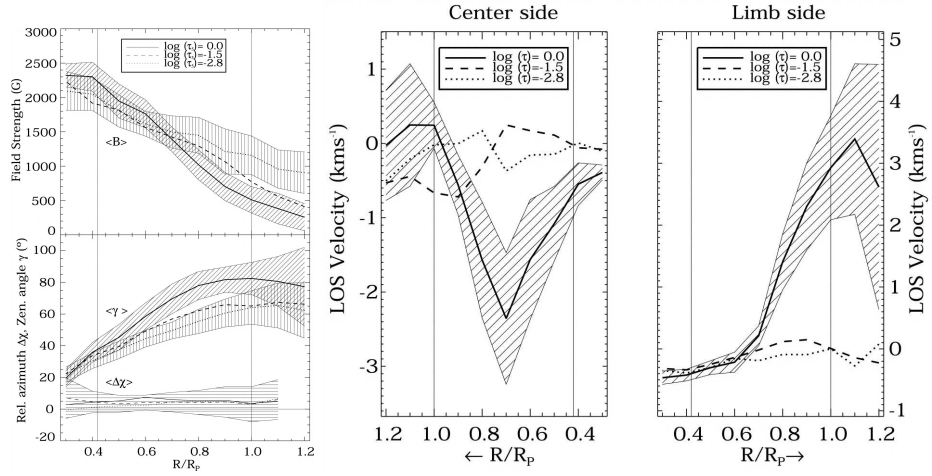 Center side
Limb side
3000
2500
2000
1500
1000
500
0
Field Strength (G)
log (τ)= 0.0
log (τ)=-1.5
log (τ)=-2.8
<B>
100
80
60
40
20
0
-20
Rel. azimuth Δχ, Zen. angle γ (°)
<γ>
<Δχ>
0.4 0.6 0.8 1.0 1.2
R/RP
1
0
-1
-2
-3
LOS Velocity (kms⁻¹)
log (τ)= 0.0
log (τ)=-1.5
log (τ)=-2.8
1.2 1.0 0.8 0.6 0.4
← R/RP
log (τ)= 0.0
log (τ)=-1.5
log (τ)=-2.8
0.4 0.6 0.8 1.0 1.2
R/RP→
5
4
3
2
1
0
-1
LOS Velocity (kms⁻¹)